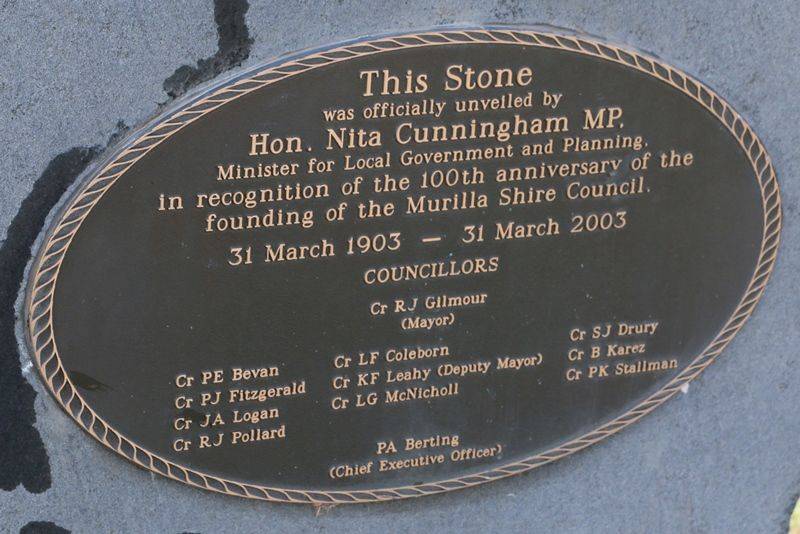 This Stone
was officially unveiled by
Hon. Nita Cunningham MP,
Minister for Local Government and Planning,
in recognition of the 100th anniversary of the
founding of the Murilla Shire Council.
31 March 1903 — 31 March 2003
COUNCILLORS
Cr RJ Gilmour
(Mayor)
Cr PE Bevan
Cr PJ Fitzgerald
Cr JA Logan
Cr RJ Pollard
Cr LF Coleborn
Cr KF Leahy (Deputy Mayor)
Cr LG McNicholl
Cr SJ Drury
Cr B Karez
Cr PK Stallman
PA Berting
(Chief Executive Officer)